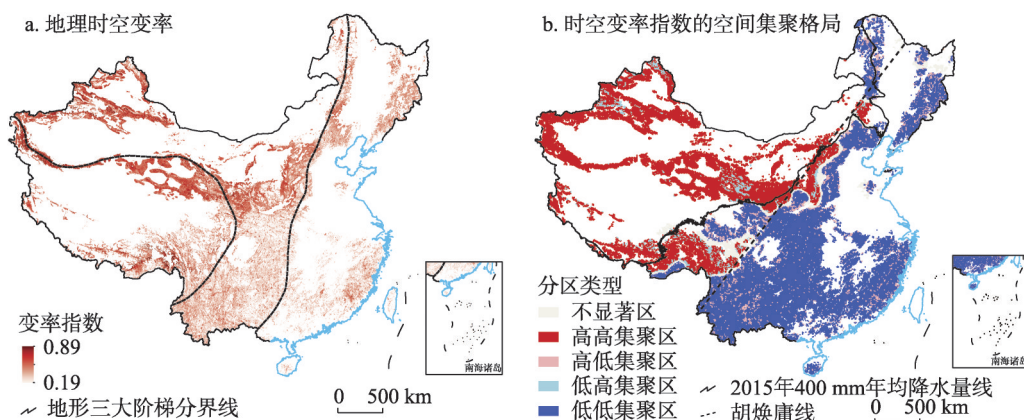 a. 地理时空变率
变率指数
0.89
0.19
地形三大阶梯分界线
0 500 km
南海诸岛
b. 时空变率指数的空间集聚格局
分区类型
不显著区
高高集聚区
高低集聚区
低高集聚区
低低集聚区
2015年400 mm年均降水量线
胡焕庸线
0 500 km
南海诸岛